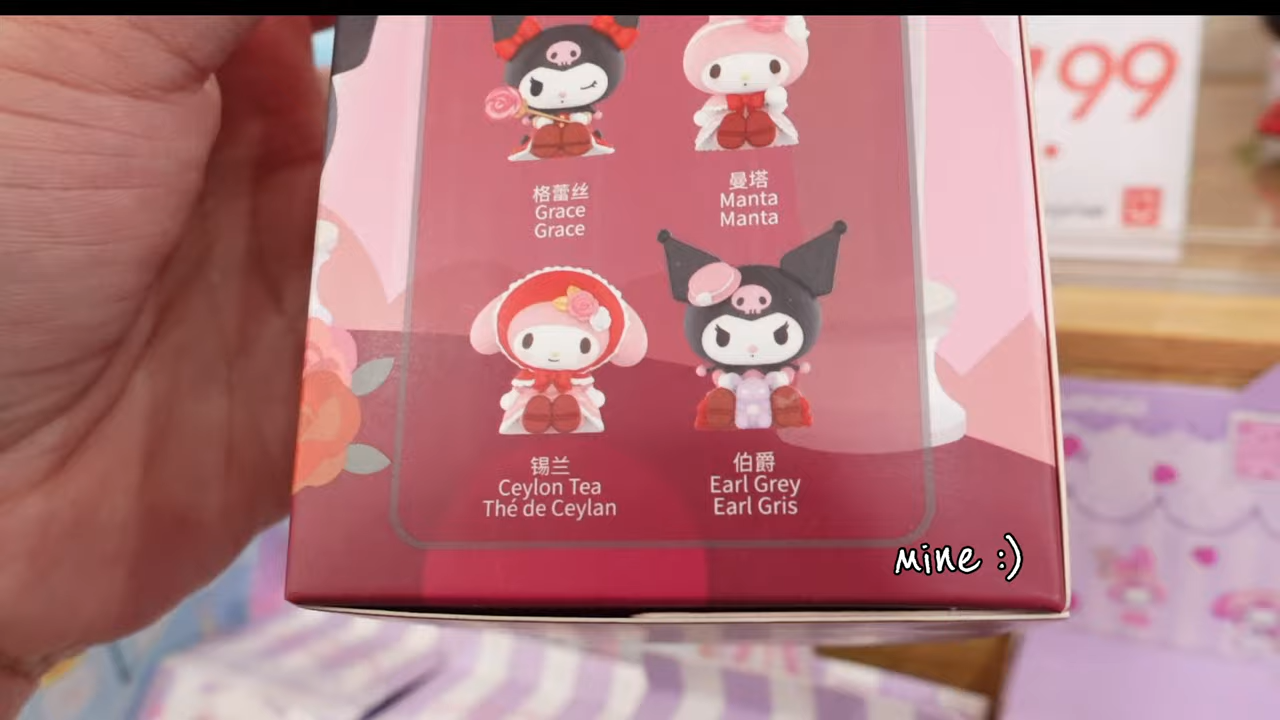 99
格蕾丝
Grace
Grace
曼塔
Manta
Manta
锡兰
Ceylon Tea
Thé de Ceylan
伯爵
Earl Grey
Earl Gris
mine :)